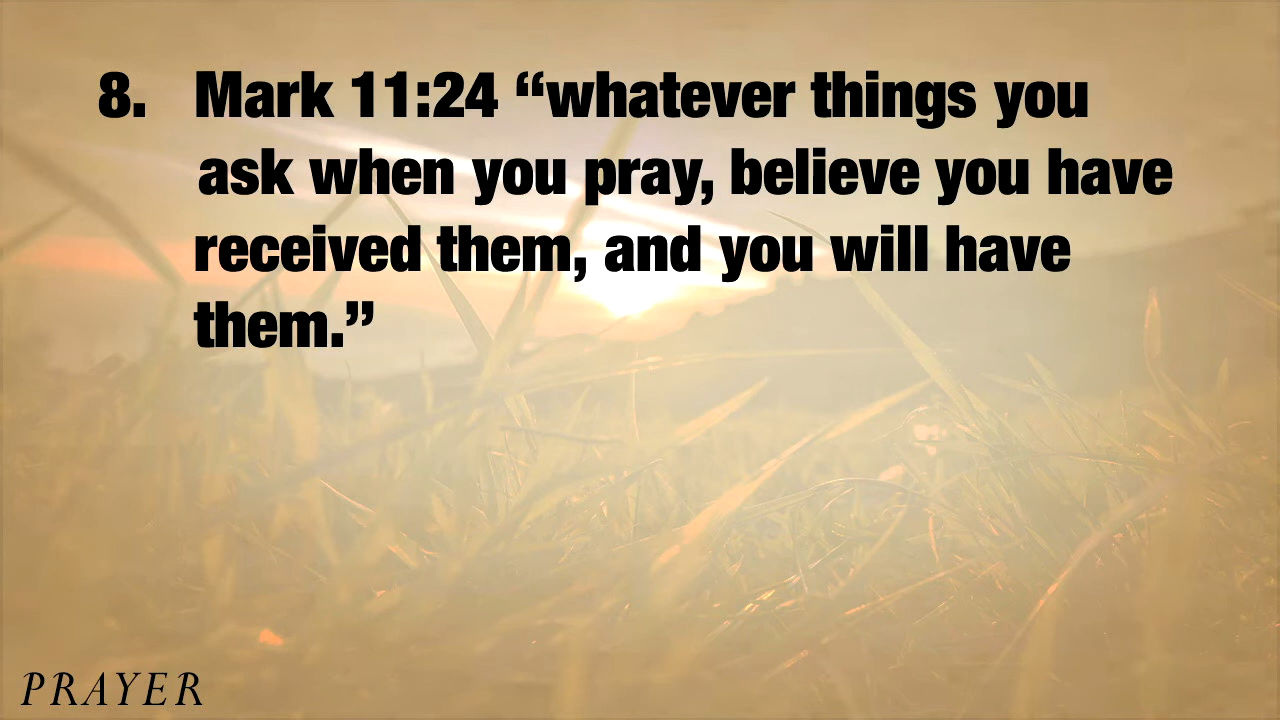 8. Mark 11:24 “whatever things you
ask when you pray, believe you have
received them, and you will have
them.”
PRAYER